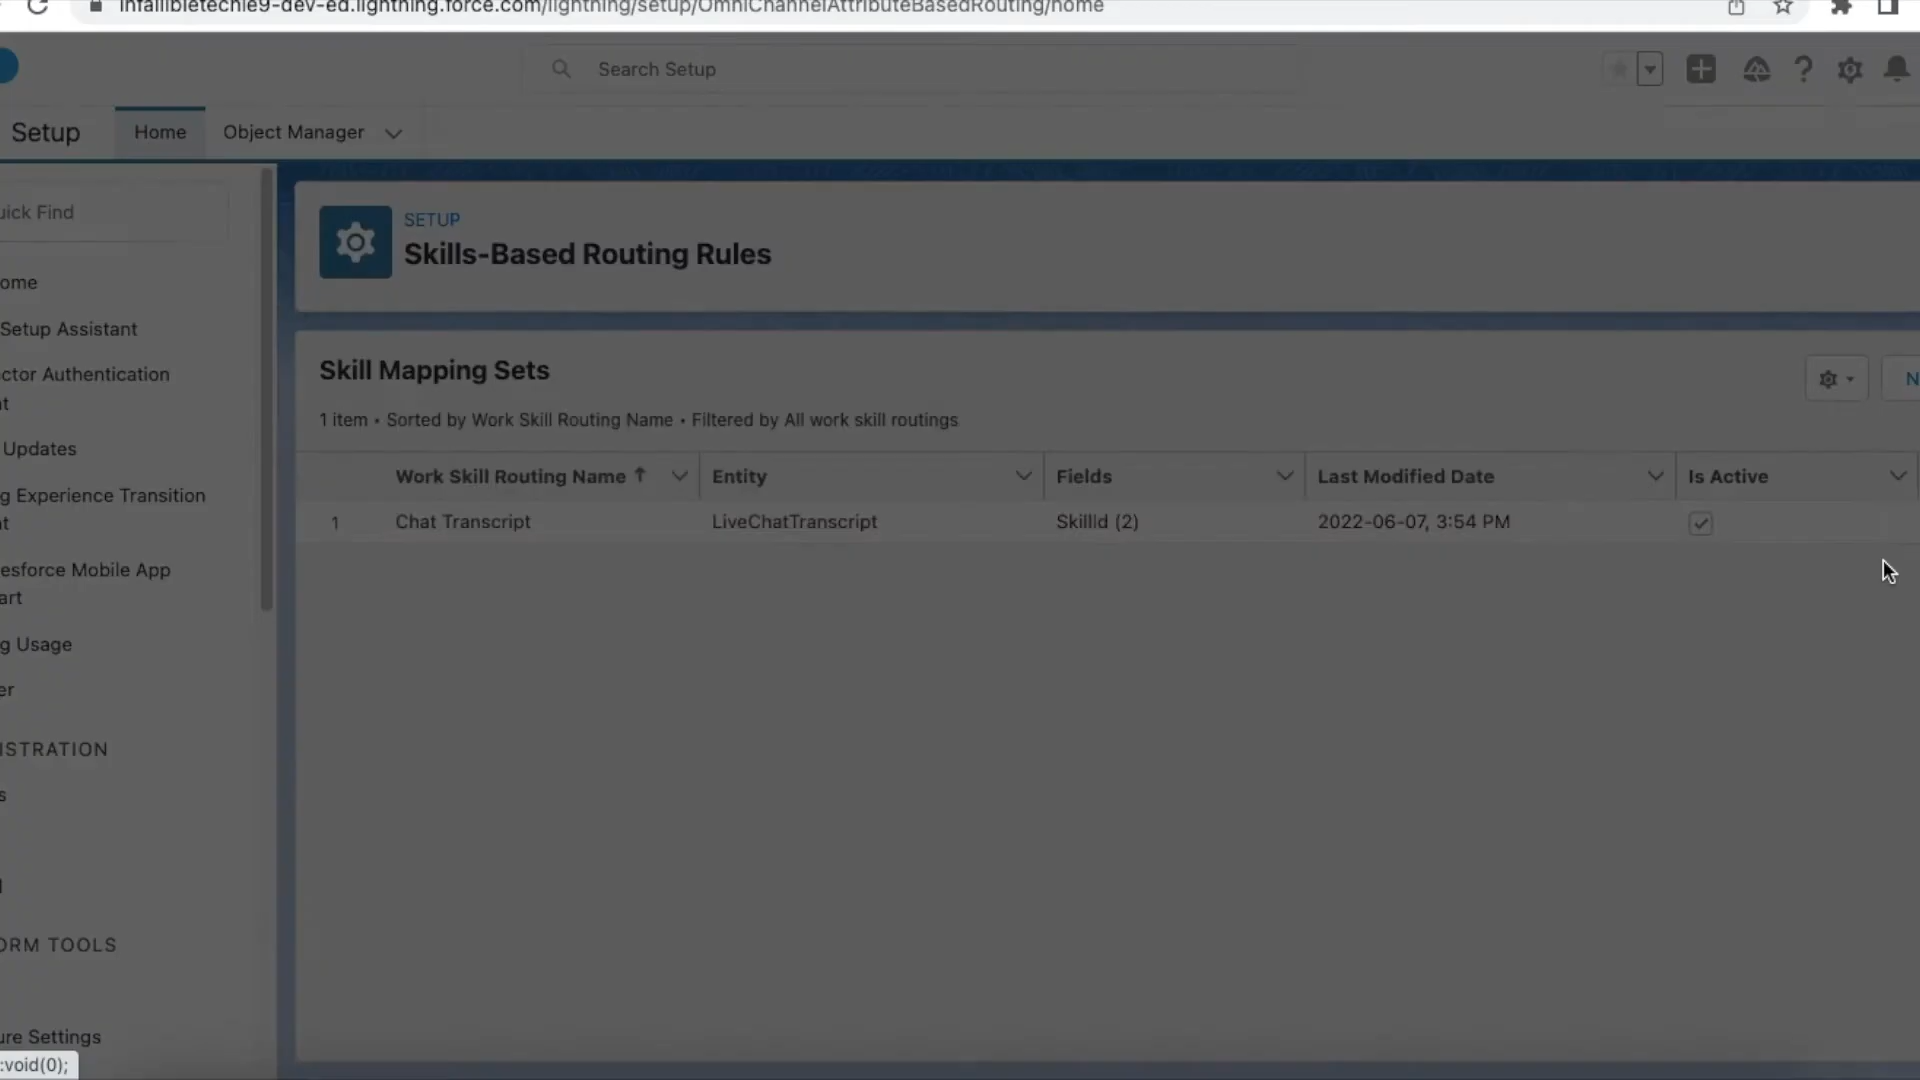 infallibletechie9-dev-ed.lightning.force.com/lightning/setup/OmniChannelAttributeBasedRouting/home
Search Setup
Setup
Home
Object Manager
uick Find
SETUP
Skills-Based Routing Rules
ome
Setup Assistant
ctor Authentication
t
Updates
g Experience Transition
t
esforce Mobile App
art
g Usage
er
ISTRATION
s
ORM TOOLS
ure Settings
:void(0);
Skill Mapping Sets
N
1 item • Sorted by Work Skill Routing Name • Filtered by All work skill routings
Work Skill Routing Name Entity Fields Last Modified Date Is Active
1 Chat Transcript LiveChatTranscript SkillId (2) 2022-06-07, 3:54 PM